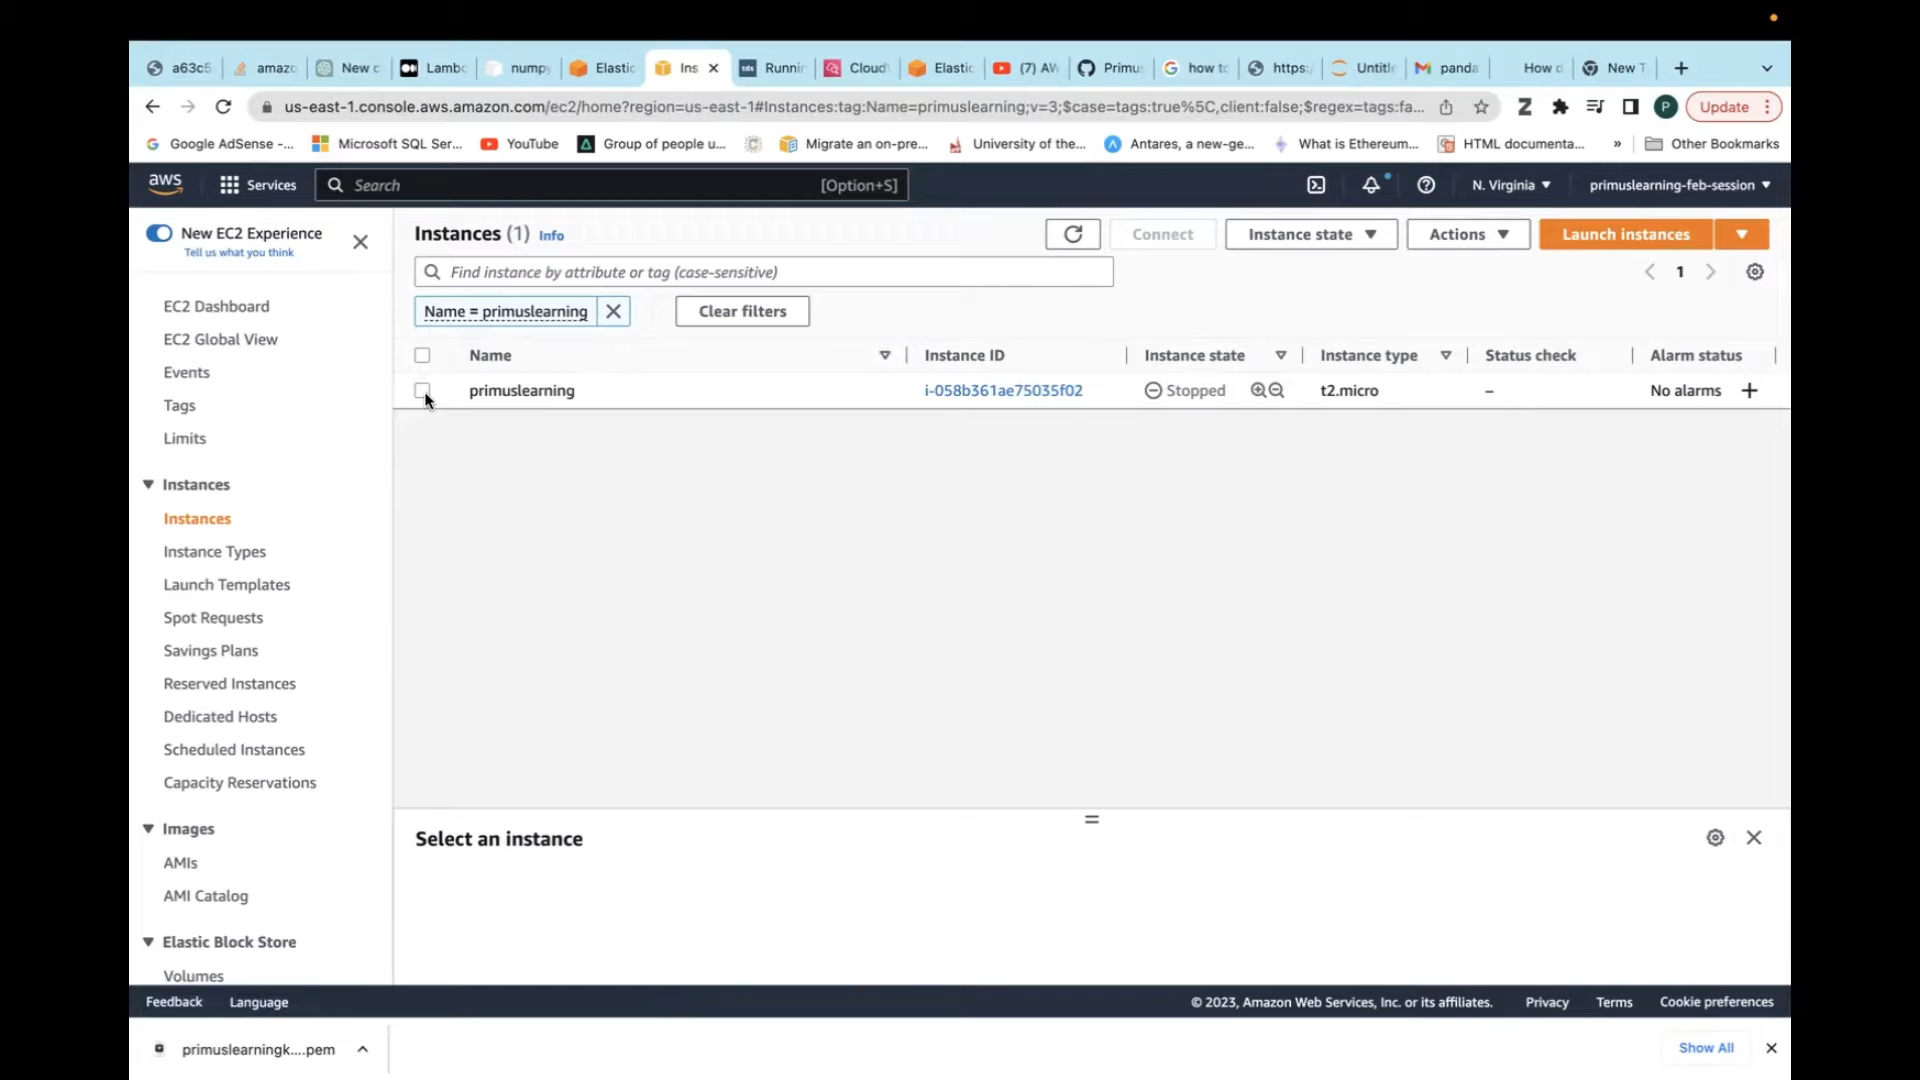 a63c5 amazo New c Lambo numpy Elastic Ins Runnin Cloud Elastic (7) AW Primu how to https: Untitle panda How d New T
us-east-1.console.aws.amazon.com/ec2/home?region=us-east-1#Instances:tag:Name=primuslearning;v=3;$case=tags:true%5C,client:false;$regex=tags:fa... P Update
Google AdSense -... Microsoft SQL Ser... YouTube Group of people u... Migrate an on-pre... University of the... Antares, a new-ge... What is Ethereum... HTML documenta... » Other Bookmarks
aws Services Search [Option+S] N. Virginia primuslearning-feb-session
New EC2 Experience
Tell us what you think
EC2 Dashboard
EC2 Global View
Events
Tags
Limits
Instances
Instances
Instance Types
Launch Templates
Spot Requests
Savings Plans
Reserved Instances
Dedicated Hosts
Scheduled Instances
Capacity Reservations
Images
AMIs
AMI Catalog
Elastic Block Store
Volumes
Instances (1) Info Connect Instance state Actions Launch instances
Find instance by attribute or tag (case-sensitive) 1
Name = primuslearning Clear filters
Name Instance ID Instance state Instance type Status check Alarm status
primuslearning i-058b361ae75035f02 Stopped t2.micro – No alarms +
Select an instance
Feedback Language © 2023, Amazon Web Services, Inc. or its affiliates. Privacy Terms Cookie preferences
primuslearningk....pem Show All